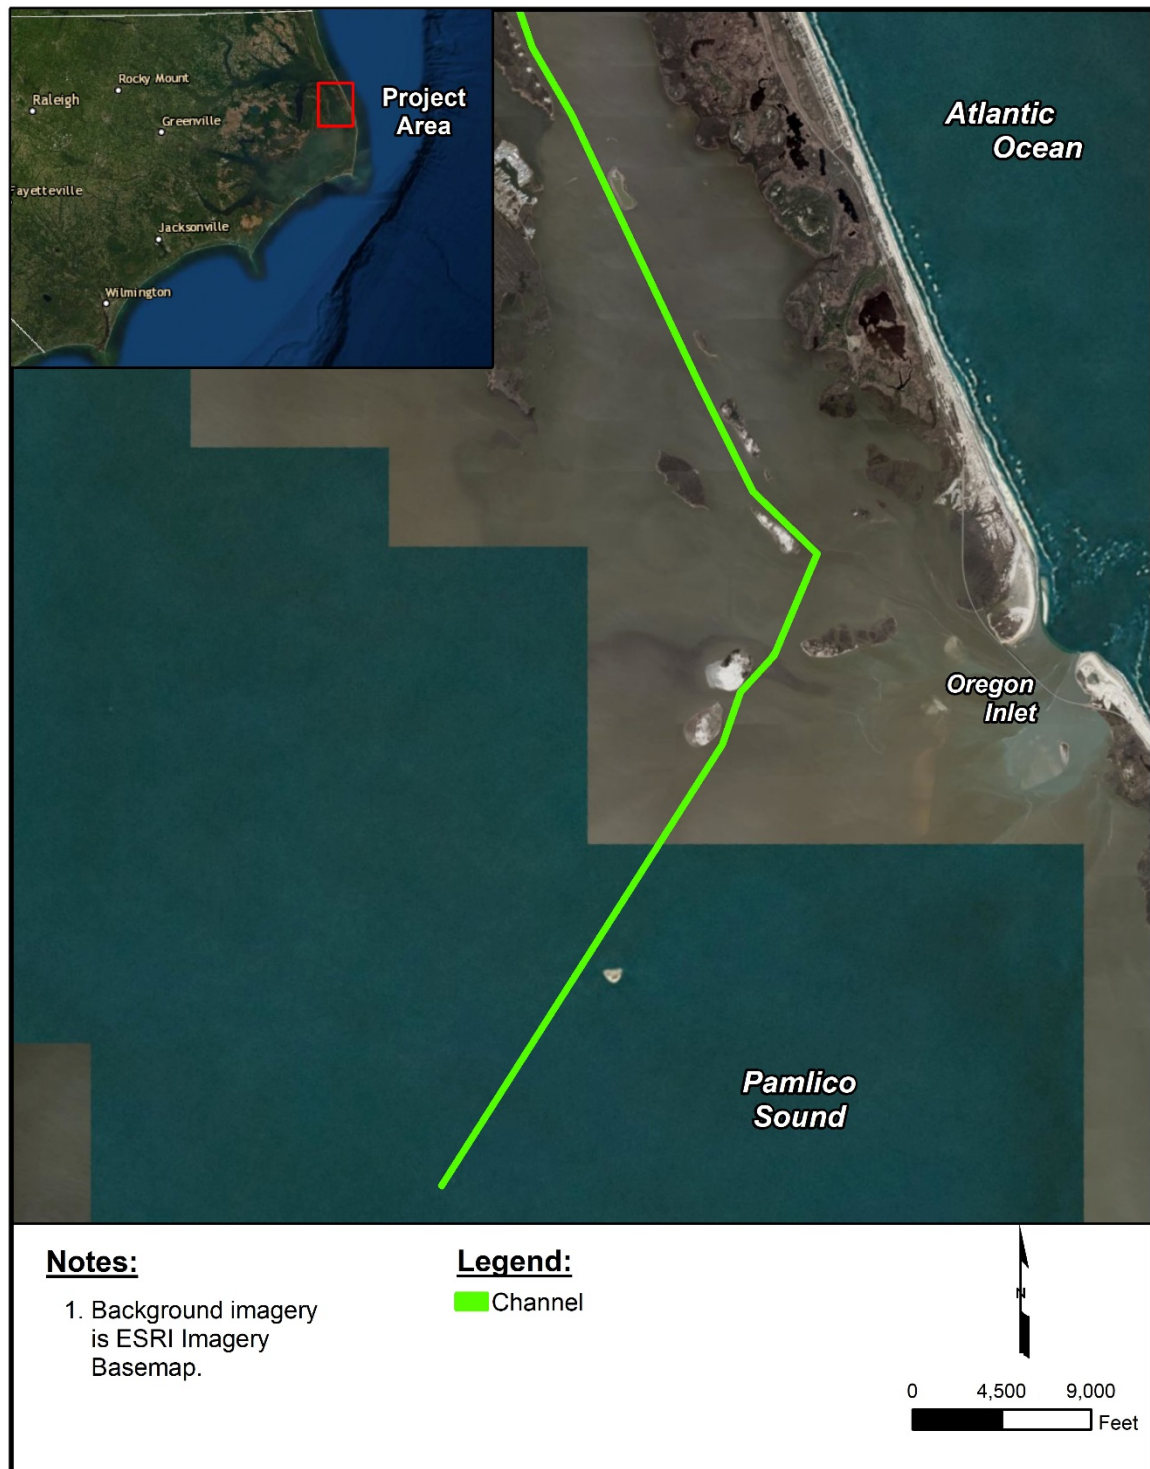 Rocky Mount
Raleigh
Greenville
Fayetteville
Jacksonville
Wilmington
Project
Area
Atlantic
Ocean
Oregon
Inlet
Pamlico
Sound
Notes:
1. Background imagery
is ESRI Imagery
Basemap.
Legend:
Channel
N
0 4,500 9,000
Feet